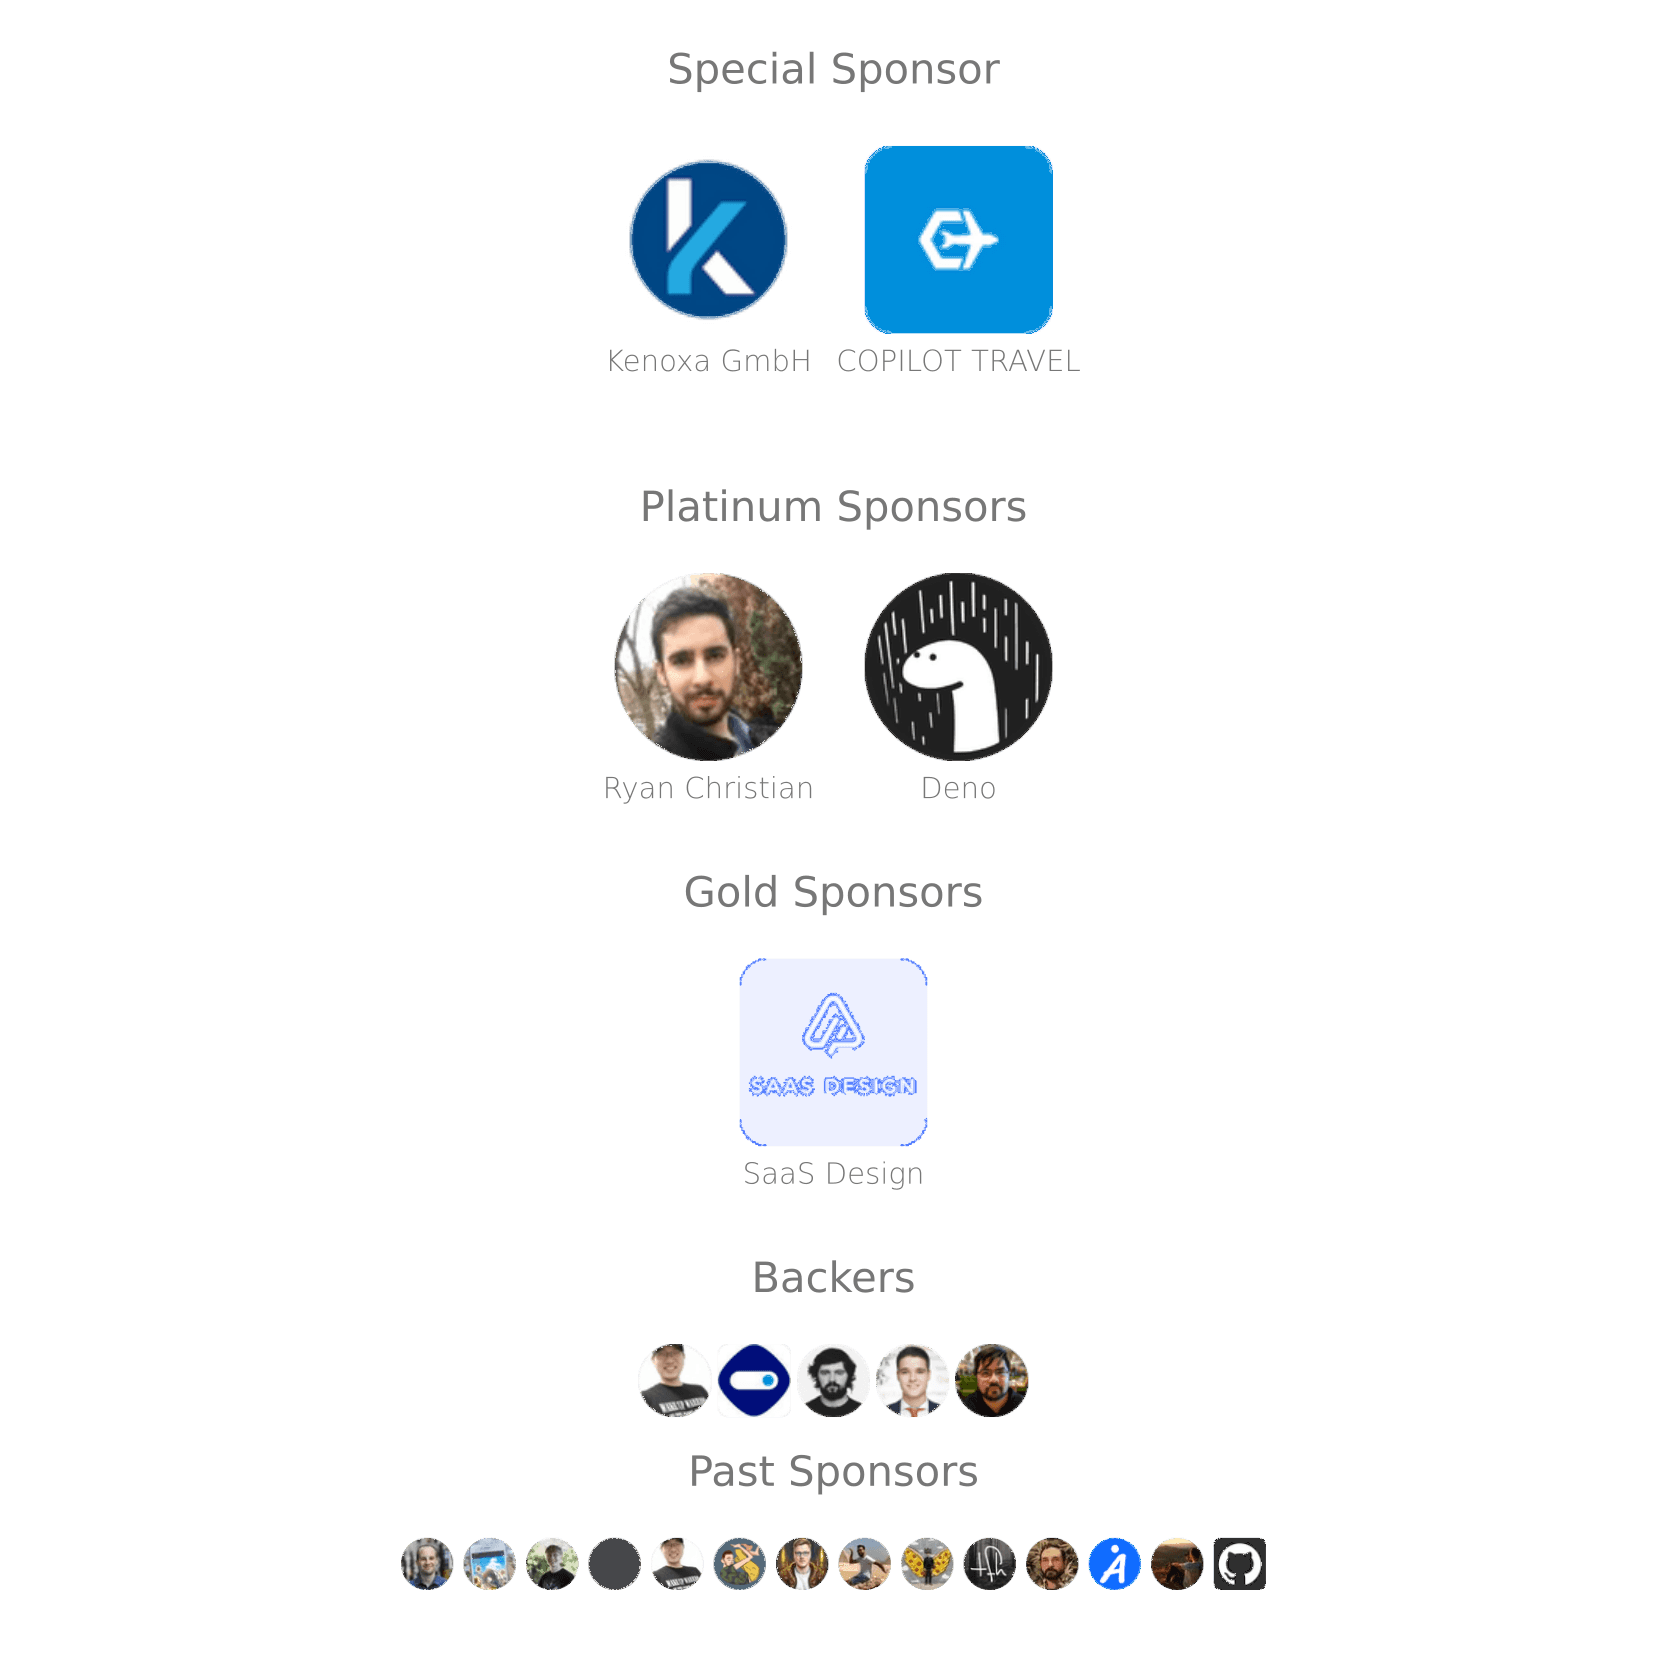 Special Sponsor
Kenoxa GmbH COPILOT TRAVEL
Platinum Sponsors
Ryan Christian Deno
Gold Sponsors
SAAS DESIGN
SaaS Design
Backers
Past Sponsors